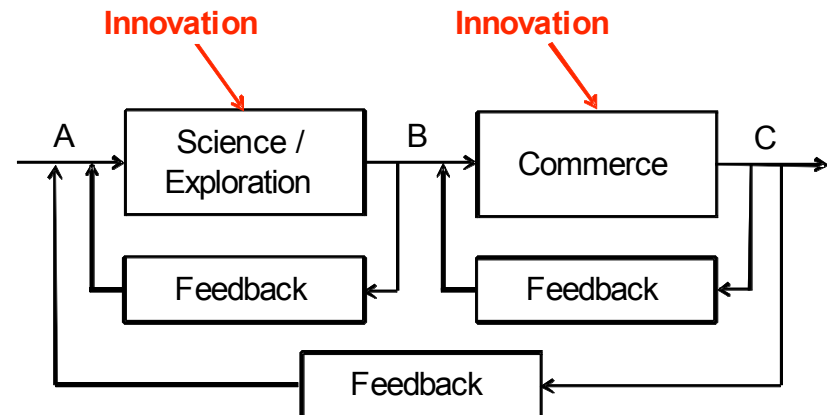 Innovation
Innovation
A
Science /
Exploration
B
Commerce
C
Feedback
Feedback
Feedback